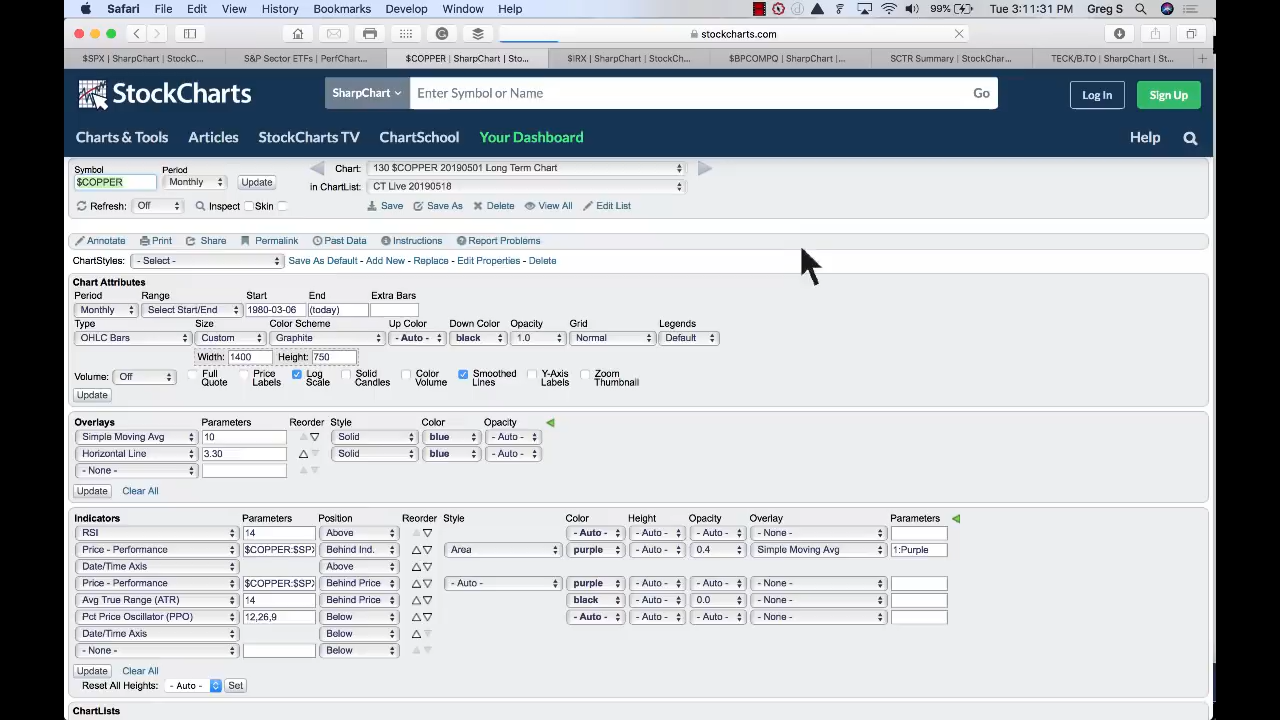 Safari File Edit View History Bookmarks Develop Window Help 99% Tue 3:11:31 PM Greg S
stockcharts.com
$SPX | SharpChart | StockC... S&P Sector ETFs | PerfChart... $COPPER | SharpChart | Sto... $IRX | SharpChart | StockCh... $BPCOMPQ | SharpChart |... SCTR Summary | StockChar... TECK/B.TO | SharpChart | St...
StockCharts SharpChart Enter Symbol or Name Go Log In Sign Up
Charts & Tools Articles StockCharts TV ChartSchool Your Dashboard Help
Symbol Period Chart: 130 $COPPER 20190501 Long Term Chart
$COPPER Monthly Update in ChartList: CT Live 20190518
Refresh: Off Inspect Skin Save Save As Delete View All Edit List
Annotate Print Share Permalink Past Data Instructions Report Problems
ChartStyles: - Select - Save As Default - Add New - Replace - Edit Properties - Delete
Chart Attributes
Period Range Start End Extra Bars
Monthly Select Start/End 1980-03-06 (today)
Type Size Color Scheme Up Color Down Color Opacity Grid Legends
OHLC Bars Custom Graphite - Auto - black 1.0 Normal Default
Width: 1400 Height: 750
Volume: Off Full Quote Price Labels Log Scale Solid Candles Color Volume Smoothed Lines Y-Axis Labels Zoom Thumbnail
Update
Overlays Parameters Reorder Style Color Opacity
Simple Moving Avg 10 Solid blue - Auto -
Horizontal Line 3.30 Solid blue - Auto -
- None -
Update Clear All
Indicators Parameters Position Reorder Style Color Height Opacity Overlay Parameters
RSI 14 Above - Auto - - Auto - - Auto - - None -
Price - Performance $COPPER:$SPX Behind Ind. Area purple - Auto - 0.4 Simple Moving Avg 1:Purple
Date/Time Axis Above
Price - Performance $COPPER:$SPX Behind Price - Auto - purple - Auto - - Auto - - None -
Avg True Range (ATR) 14 Behind Price black - Auto - 0.0 - None -
Pct Price Oscillator (PPO) 12,26,9 Below - Auto - - Auto - - Auto - - None -
Date/Time Axis Below
- None - Below
Update Clear All
Reset All Heights: - Auto - Set
ChartLists